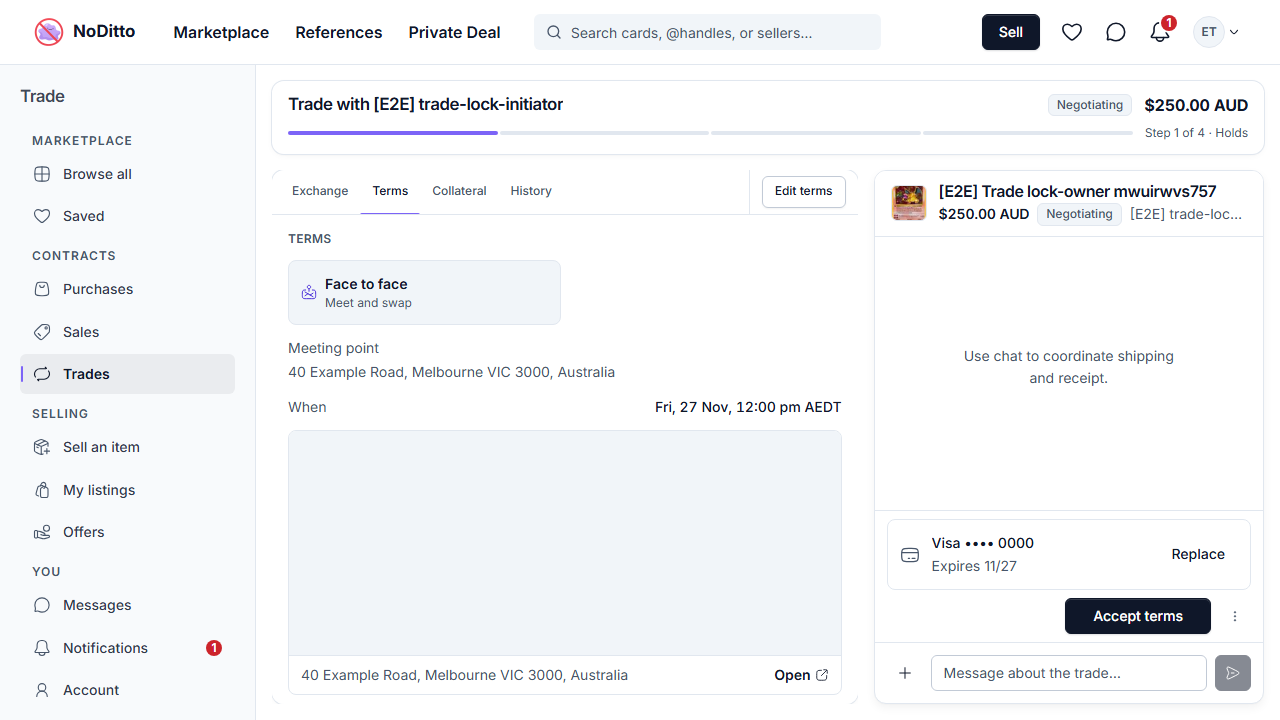 NoDitto
Marketplace
References
Private Deal
Search cards, @handles, or sellers...
Sell
1
ET
Trade
MARKETPLACE
Browse all
Saved
CONTRACTS
Purchases
Sales
Trades
SELLING
Sell an item
My listings
Offers
YOU
Messages
Notifications
1
Account
Trade with [E2E] trade-lock-initiator
Negotiating
$250.00 AUD
Step 1 of 4 · Holds
Exchange
Terms
Collateral
History
Edit terms
TERMS
Face to face
Meet and swap
Meeting point
40 Example Road, Melbourne VIC 3000, Australia
When
Fri, 27 Nov, 12:00 pm AEDT
40 Example Road, Melbourne VIC 3000, Australia
Open
[E2E] Trade lock-owner mwuirwvs757
$250.00 AUD
Negotiating
[E2E] trade-loc...
Use chat to coordinate shipping
and receipt.
Visa •••• 0000
Expires 11/27
Replace
Accept terms
Message about the trade...